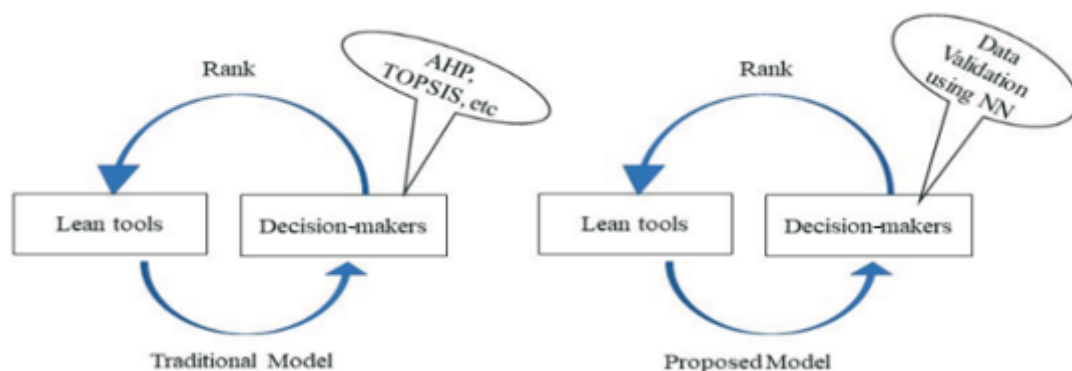 Rank
AHP,
TOPSIS, etc
Lean tools
Decision-makers
Traditional Model
Rank
Data
Validation
using NN
Lean tools
Decision-makers
Proposed Model